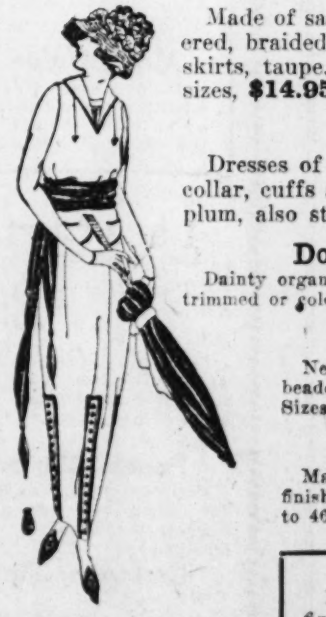 Made of sa
ered, braided
skirts, taupe,
sizes, $14.95
Dresses of
collar, cuffs
plum, also st
Do
Dainty organ
trimmed or colo
Ne
beade
Sizes
Ma
finish
to 46